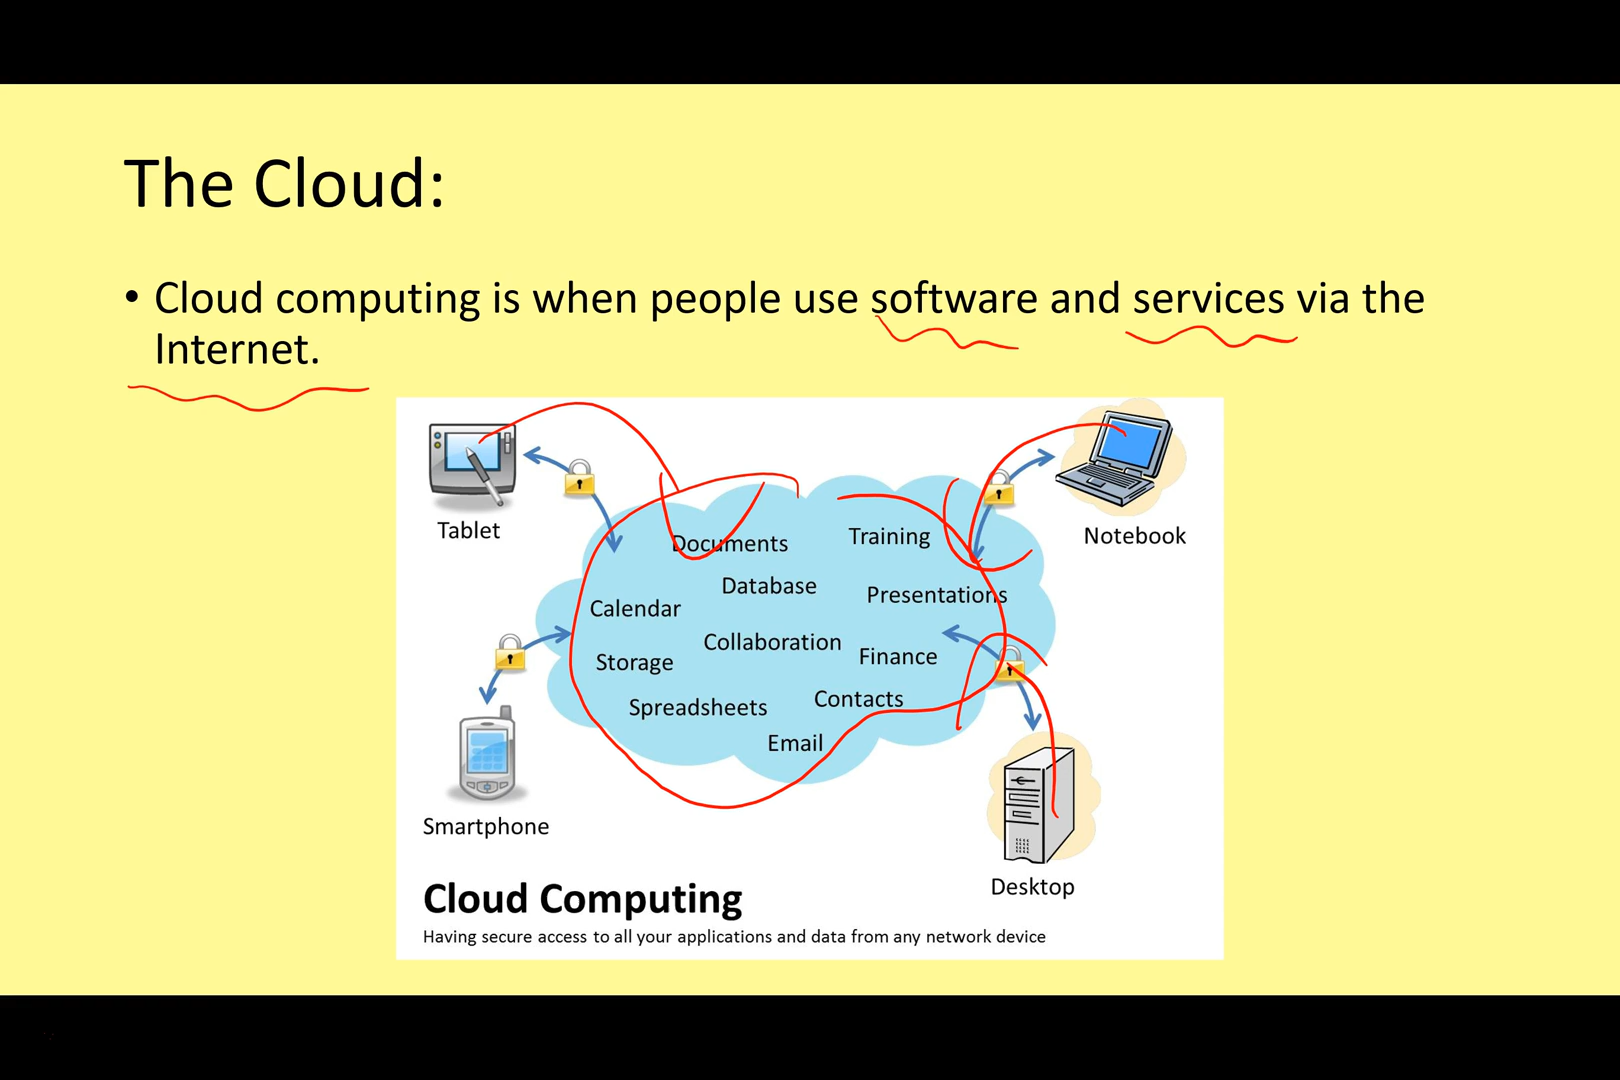 The Cloud:
• Cloud computing is when people use software and services via the
Internet.
Tablet
Notebook
Documents
Training
Database
Presentations
Calendar
Collaboration
Storage
Finance
Spreadsheets
Contacts
Email
Smartphone
Desktop
Cloud Computing
Having secure access to all your applications and data from any network device